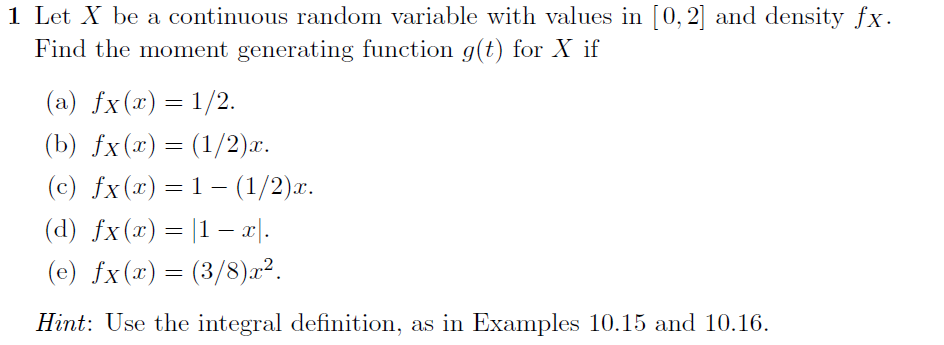 1 Let X be a continuous random variable with values in [0, 2] and density f_X.
Find the moment generating function g(t) for X if
(a) f_X(x) = 1/2.
(b) f_X(x) = (1/2)x.
(c) f_X(x) = 1 − (1/2)x.
(d) f_X(x) = |1 − x|.
(e) f_X(x) = (3/8)x².
Hint: Use the integral definition, as in Examples 10.15 and 10.16.